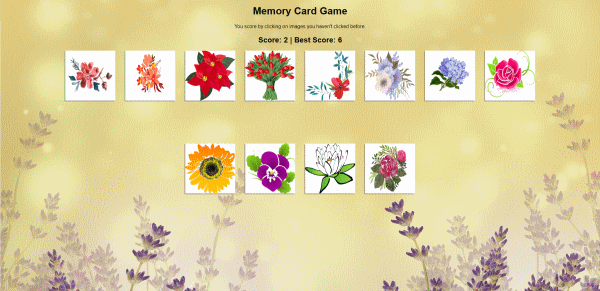 Memory Card Game
You score by clicking on images you haven't clicked before.
Score: 2 | Best Score: 6